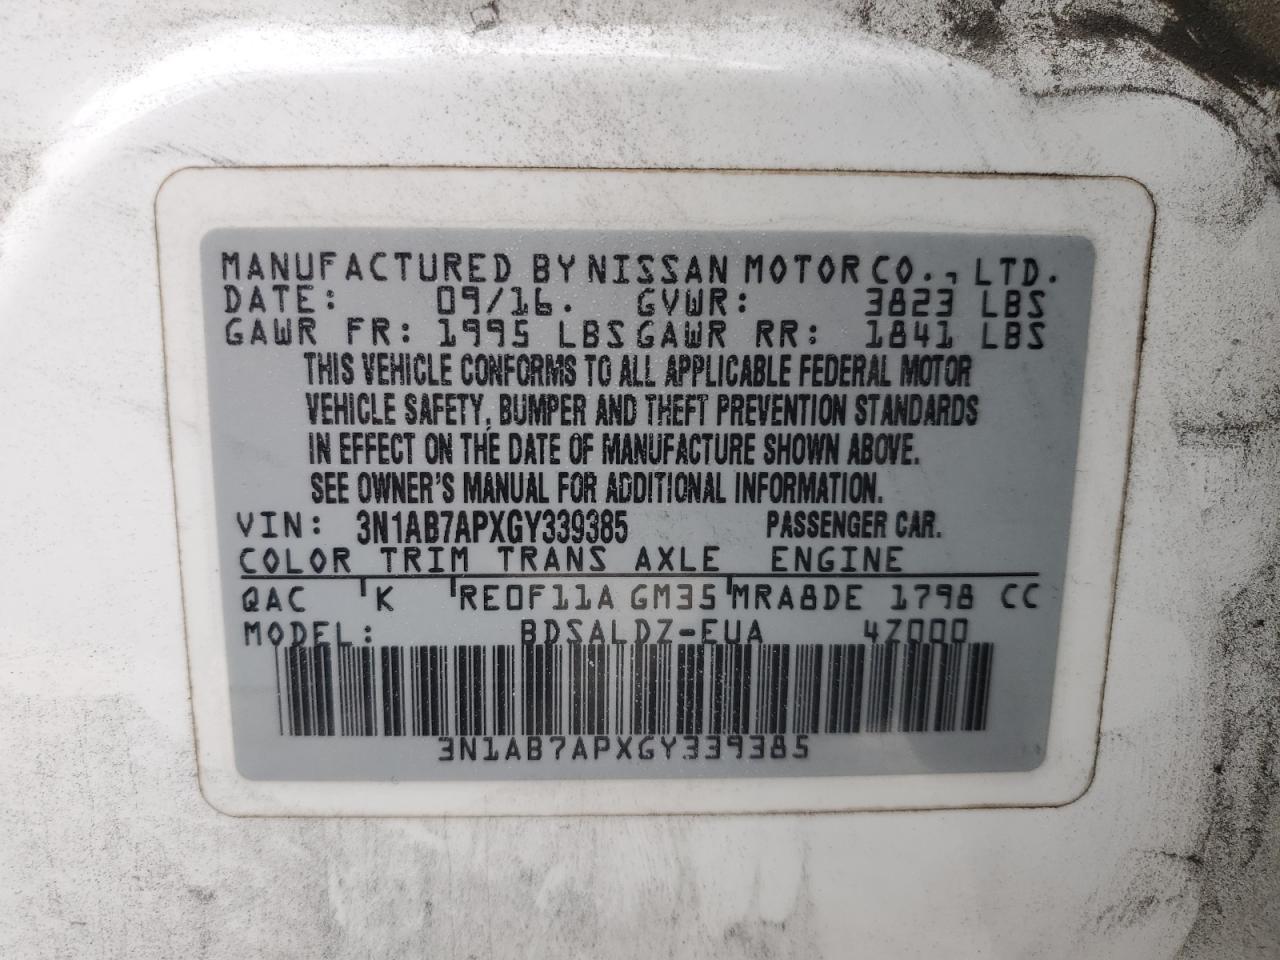 MANUFACTURED BY NISSAN MOTOR CO., LTD.
DATE: 09/16. GVWR: 3823 LBS
GAWR FR: 1995 LBS GAWR RR: 1841 LBS
THIS VEHICLE CONFORMS TO ALL APPLICABLE FEDERAL MOTOR
VEHICLE SAFETY, BUMPER AND THEFT PREVENTION STANDARDS
IN EFFECT ON THE DATE OF MANUFACTURE SHOWN ABOVE.
SEE OWNER'S MANUAL FOR ADDITIONAL INFORMATION.
VIN: 3N1AB7APXGY339385 PASSENGER CAR.
COLOR TRIM TRANS AXLE ENGINE
QAC K RE0F11A GM35 MRA8DE 1798 CC
MODEL: BDSALDZ-EUA 4Z000
3N1AB7APXGY339385